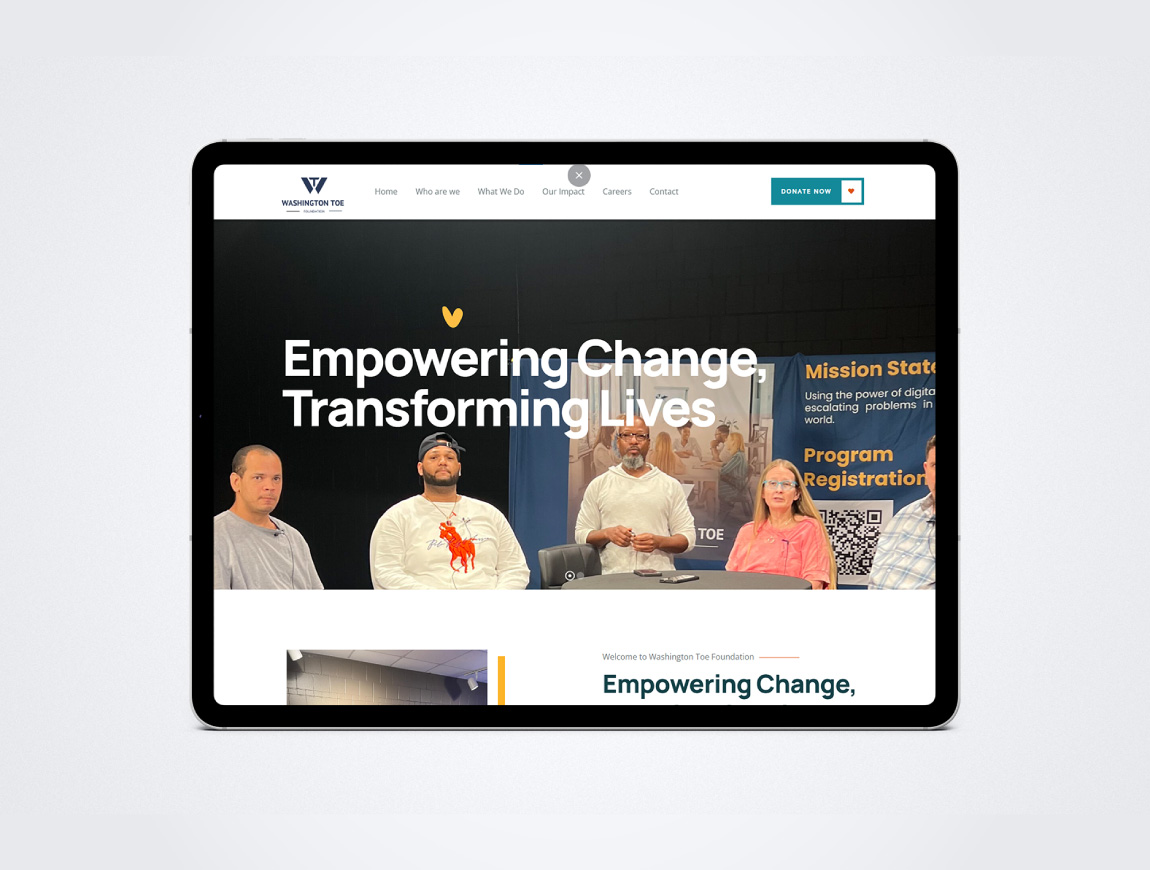 WASHINGTON TOE
FOUNDATION
Home Who are we What We Do Our Impact Careers Contact
DONATE NOW
Empowering Change,
Transforming Lives
Mission State
Using the power of digita
escalating problems in
world.
Program
Registration
TOE
Welcome to Washington Toe Foundation
Empowering Change,